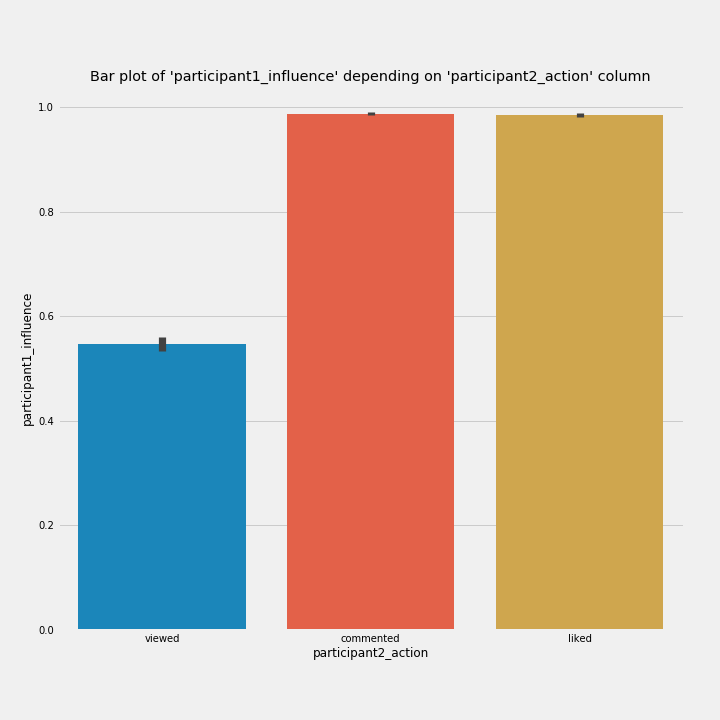 Bar plot of 'participant1_influence' depending on 'participant2_action' column
1.0
0.8
0.6
0.4
0.2
0.0
participant1_influence
viewed commented liked
participant2_action